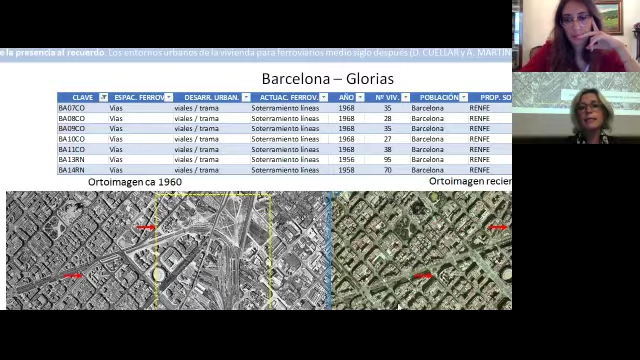 e la presencia al recuerdo. Los entornos urbanos de la vivienda para ferroviarios medio siglo después (D. CUELLAR y A. MARTIN
Barcelona – Glorias
CLAVE ESPAC. FERROV. DESARR. URBAN. ACTUAC. FERROV. AÑO Nº VIV. POBLACIÓN PROP. SO
BA07CO Vías viales / trama Soterramiento líneas 1968 35 Barcelona RENFE
BA08CO Vías viales / trama Soterramiento líneas 1968 28 Barcelona RENFE
BA09CO Vías viales / trama Soterramiento líneas 1968 35 Barcelona RENFE
BA10CO Vías viales / trama Soterramiento líneas 1968 27 Barcelona RENFE
BA11CO Vías viales / trama Soterramiento líneas 1968 38 Barcelona RENFE
BA13RN Vías viales / trama Soterramiento líneas 1956 95 Barcelona RENFE
BA14RN Vías viales / trama Soterramiento líneas 1958 70 Barcelona RENFE
Ortoimagen ca 1960 Ortoimagen recien